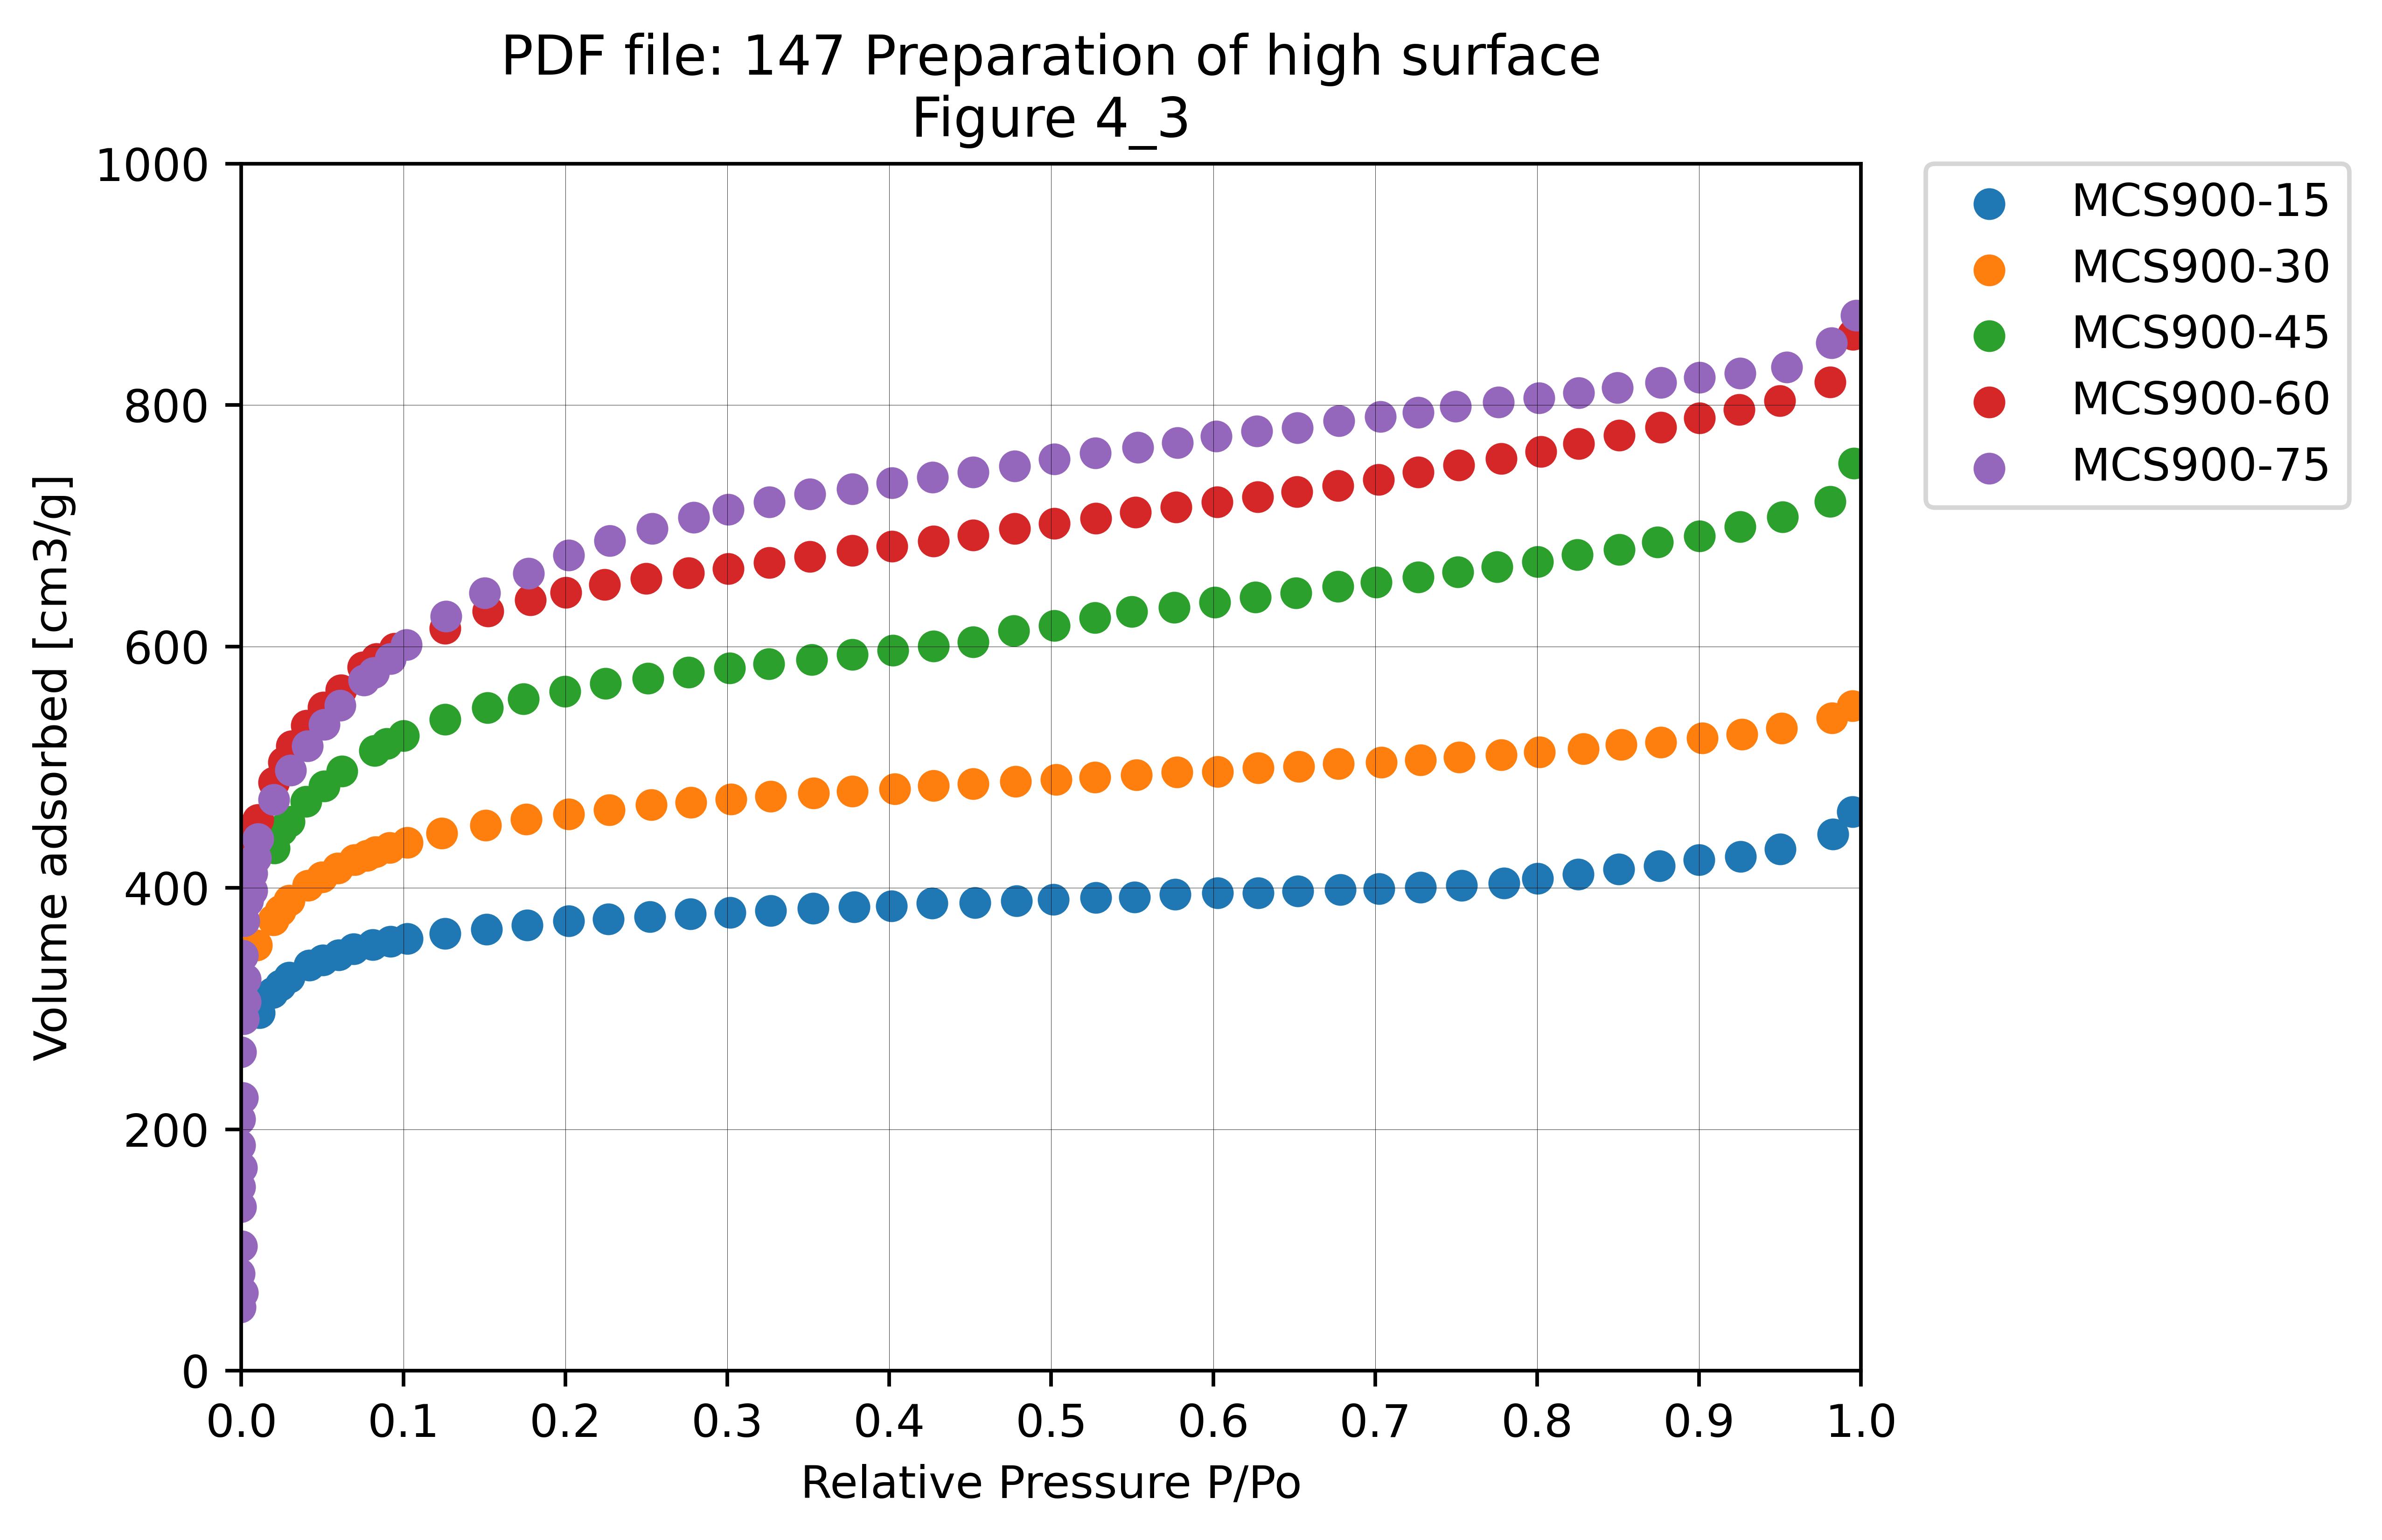 PDF file: 147 Preparation of high surface
Figure 4_3
1000
800
600
400
200
0
Volume adsorbed [cm3/g]
0.0 0.1 0.2 0.3 0.4 0.5 0.6 0.7 0.8 0.9 1.0
Relative Pressure P/Po
MCS900-15
MCS900-30
MCS900-45
MCS900-60
MCS900-75